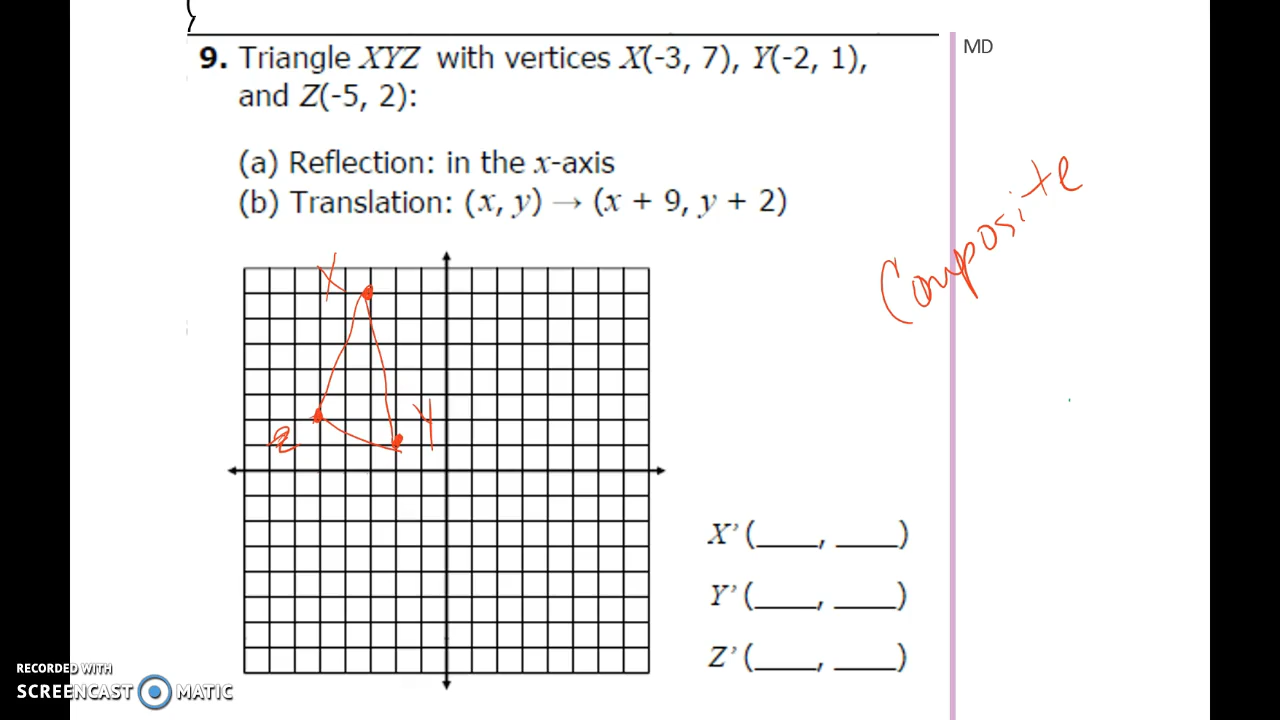 9. Triangle XYZ with vertices X(-3, 7), Y(-2, 1),
and Z(-5, 2):
MD
(a) Reflection: in the x-axis
(b) Translation: (x, y) → (x + 9, y + 2)
Composite
X
Y
Z
X’ (____, ____)
Y’ (____, ____)
Z’ (____, ____)
RECORDED WITH
SCREENCAST MATIC